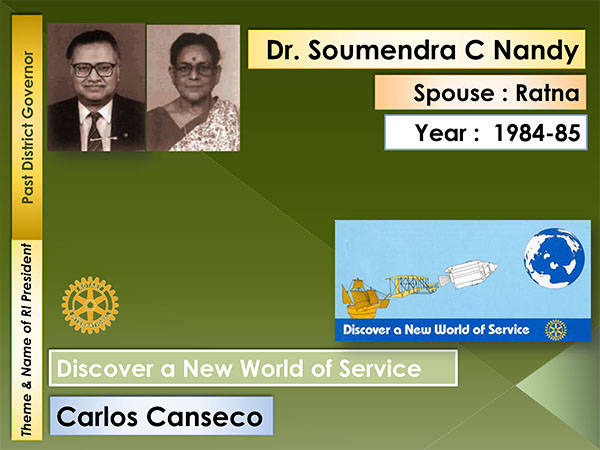 Past District Governor
Dr. Soumendra C Nandy
Spouse : Ratna
Year : 1984-85
Theme & Name of RI President
Discover a New World of Service
Discover a New World of Service
Carlos Canseco